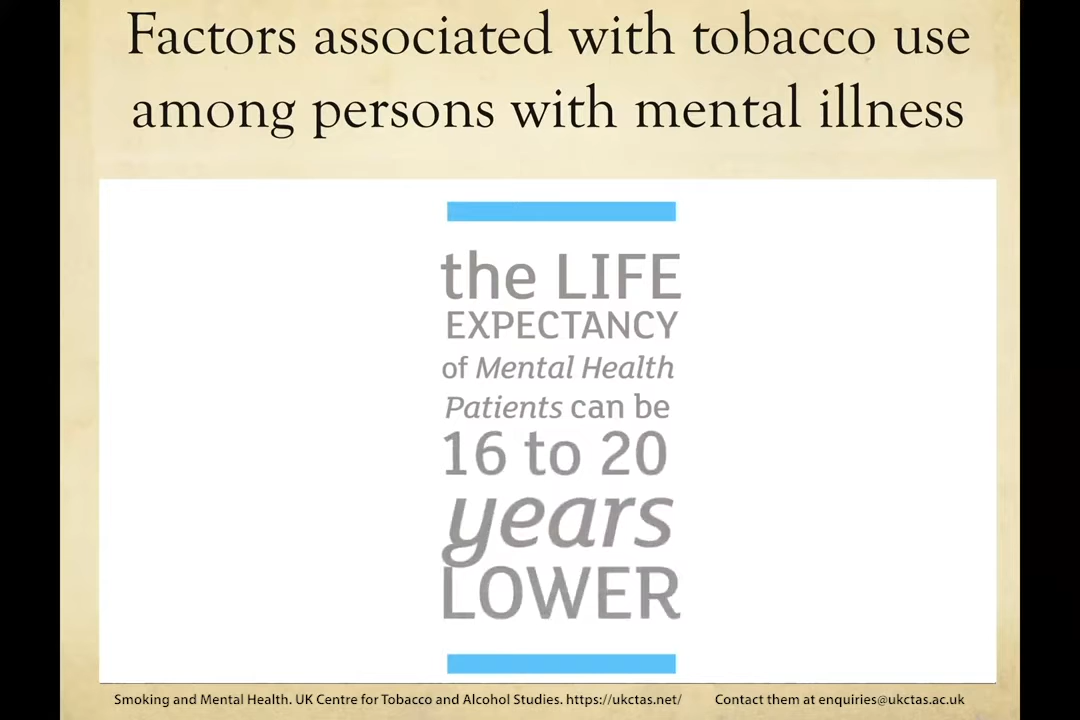 Factors associated with tobacco use
among persons with mental illness
the LIFE
EXPECTANCY
of Mental Health
Patients can be
16 to 20
years
LOWER
Smoking and Mental Health. UK Centre for Tobacco and Alcohol Studies. https://ukctas.net/ Contact them at enquiries@ukctas.ac.uk